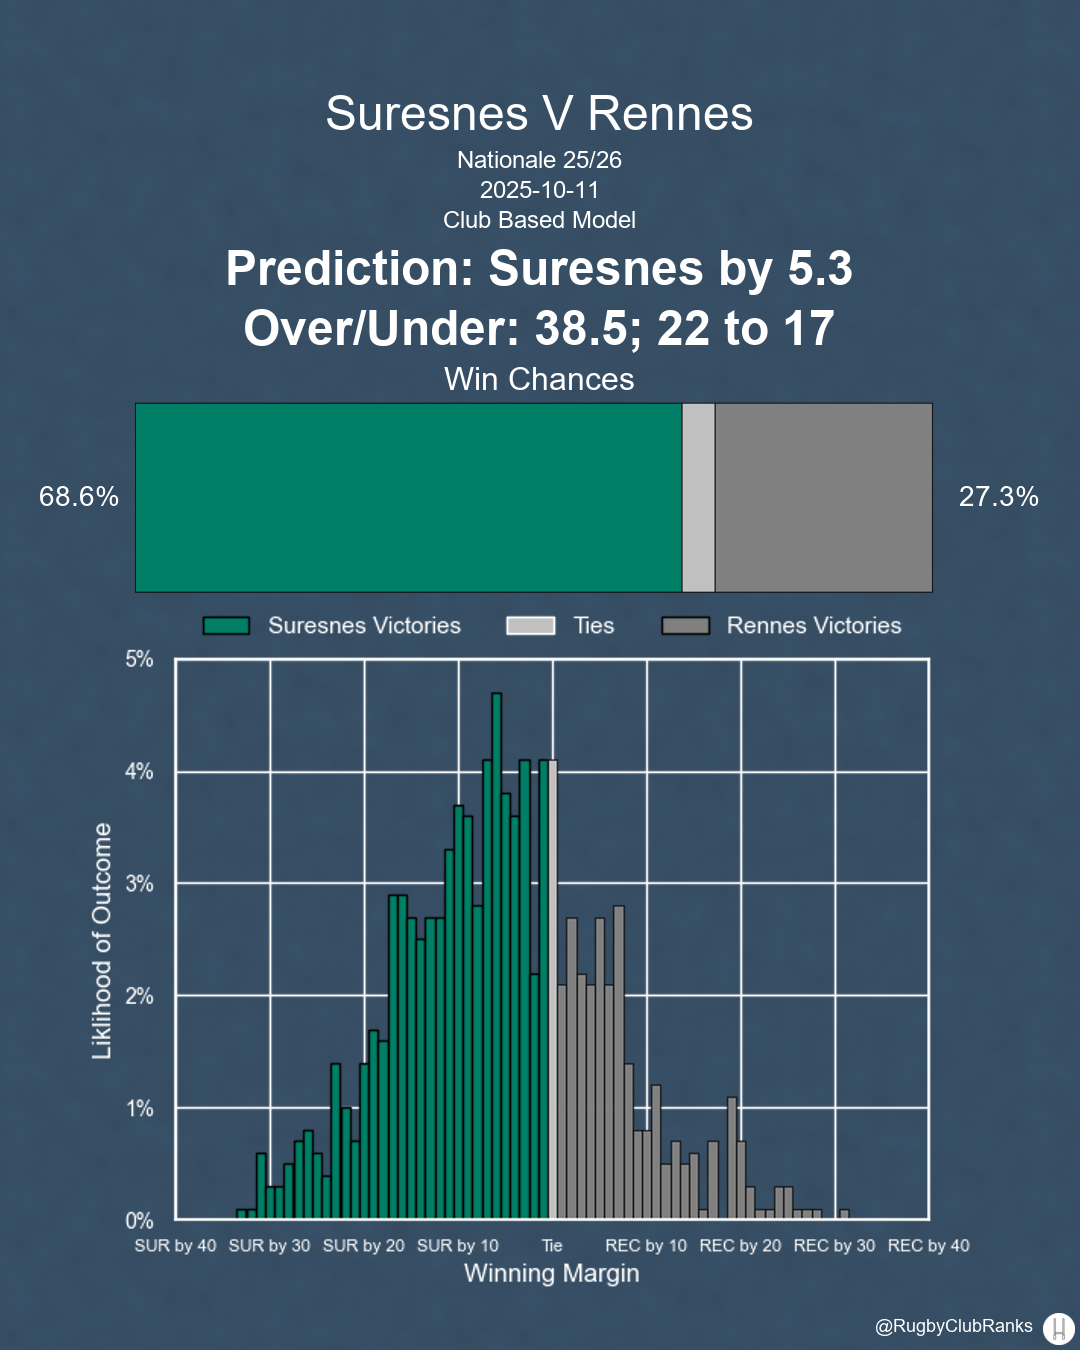 Suresnes V Rennes
Nationale 25/26
2025-10-11
Club Based Model
Prediction: Suresnes by 5.3
Over/Under: 38.5; 22 to 17
Win Chances
68.6%
27.3%
Suresnes Victories
Ties
Rennes Victories
5%
4%
3%
2%
1%
0%
Liklihood of Outcome
SUR by 40
SUR by 30
SUR by 20
SUR by 10
Tie
REC by 10
REC by 20
REC by 30
REC by 40
Winning Margin
@RugbyClubRanks